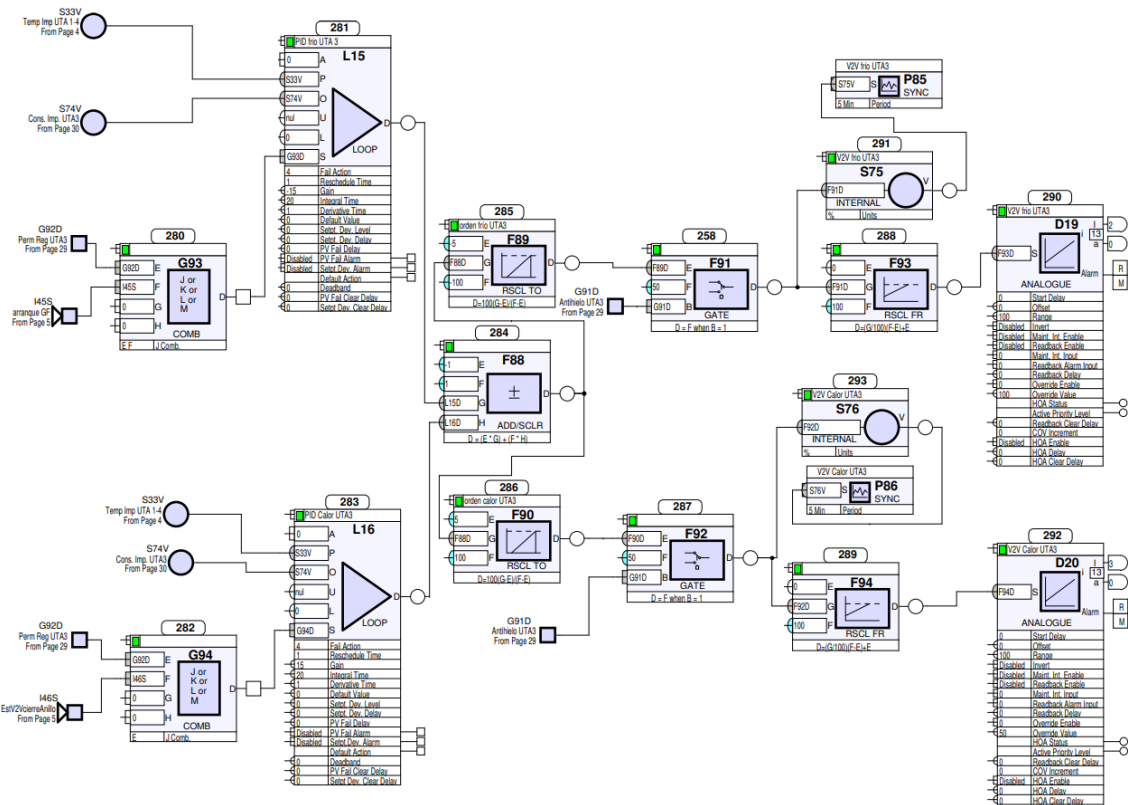 S33V
Temp Imp UTA 1-4
From Page 4
S74V
Cons. Imp. UTA3
From Page 30
G92D
Perm Reg UTA3
From Page 29
I45S
arranque GF
From Page 5
280
G93
G92D E
I45S F
0 G
0 H
J or
K or
L or
M
D
COMB
E F J Comb.
281
PID frio UTA 3
L15
0 A
S33V P
S74V O
nul U
0 L
G93D S
D
LOOP
4 Fail Action
1 Reschedule Time
-15 Gain
20 Integral Time
1 Derivative Time
0 Default Value
0 Setpt. Dev. Level
0 Setpt. Dev. Delay
0 PV Fail Delay
Disabled PV Fail Alarm
Disabled Setpt Dev. Alarm
Default Action
0 Deadband
0 PV Fail Clear Delay
0 Setpt Dev. Clear Delay
285
orden frio UTA3
F89
-5 E
F88D G
-100 F
D
RSCL TO
D=100(G-E)/(F-E)
284
F88
-1 E
1 F
L15D G
L16D H
±
D
ADD/SCLR
D = (E * G) + (F * H)
286
orden calor UTA3
F90
5 E
F88D G
100 F
D
RSCL TO
D=100(G-E)/(F-E)
258
F91
F89D E
50 F
G91D B
D
GATE
D = F when B = 1
G91D
Antihielo UTA3
From Page 29
V2V frio UTA3
P85
S75V S
SYNC
5 Min Period
291
V2V frio UTA3
S75
F91D
V
INTERNAL
% Units
288
F93
0 E
F91D G
100 F
D
RSCL FR
D=(G/100)(F-E)+E
290
V2V frio UTA3
D19
F93D S
i
I 2
13
a 0
Alarm
R
M
ANALOGUE
0 Start Delay
0 Offset
100 Range
Disabled Invert
Disabled Maint. Int. Enable
Disabled Readback Enable
0 Maint. Int. Input
0 Readback Alarm Input
0 Readback Delay
0 Override Enable
100 Override Value
HOA Status
Active Priority Level
0 Readback Clear Delay
0 COV Increment
Disabled HOA Enable
0 HOA Delay
0 HOA Clear Delay
293
V2V Calor UTA3
S76
F92D
V
INTERNAL
% Units
V2V Calor UTA3
P86
S76V S
SYNC
5 Min Period
S33V
Temp Imp UTA 1-4
From Page 4
S74V
Cons. Imp. UTA3
From Page 30
G92D
Perm Reg UTA3
From Page 29
I46S
EstV2VcierreAnillo
From Page 5
282
G94
G92D E
I46S F
0 G
0 H
J or
K or
L or
M
D
COMB
E J Comb.
283
PID Calor UTA3
L16
0 A
S33V P
S74V O
nul U
0 L
G94D S
D
LOOP
4 Fail Action
1 Reschedule Time
15 Gain
20 Integral Time
1 Derivative Time
0 Default Value
0 Setpt. Dev. Level
0 Setpt. Dev. Delay
0 PV Fail Delay
Disabled PV Fail Alarm
Disabled Setpt Dev. Alarm
Default Action
0 Deadband
0 PV Fail Clear Delay
0 Setpt Dev. Clear Delay
287
F92
F90D E
50 F
G91D B
D
GATE
D = F when B = 1
G91D
Antihielo UTA3
From Page 29
289
F94
0 E
F92D G
100 F
D
RSCL FR
D=(G/100)(F-E)+E
292
V2V Calor UTA3
D20
F94D S
i
I 3
13
a 0
Alarm
R
M
ANALOGUE
0 Start Delay
0 Offset
100 Range
Disabled Invert
Disabled Maint. Int. Enable
Disabled Readback Enable
0 Maint. Int. Input
0 Readback Alarm Input
0 Readback Delay
0 Override Enable
50 Override Value
HOA Status
Active Priority Level
0 Readback Clear Delay
0 COV Increment
Disabled HOA Enable
0 HOA Delay
0 HOA Clear Delay